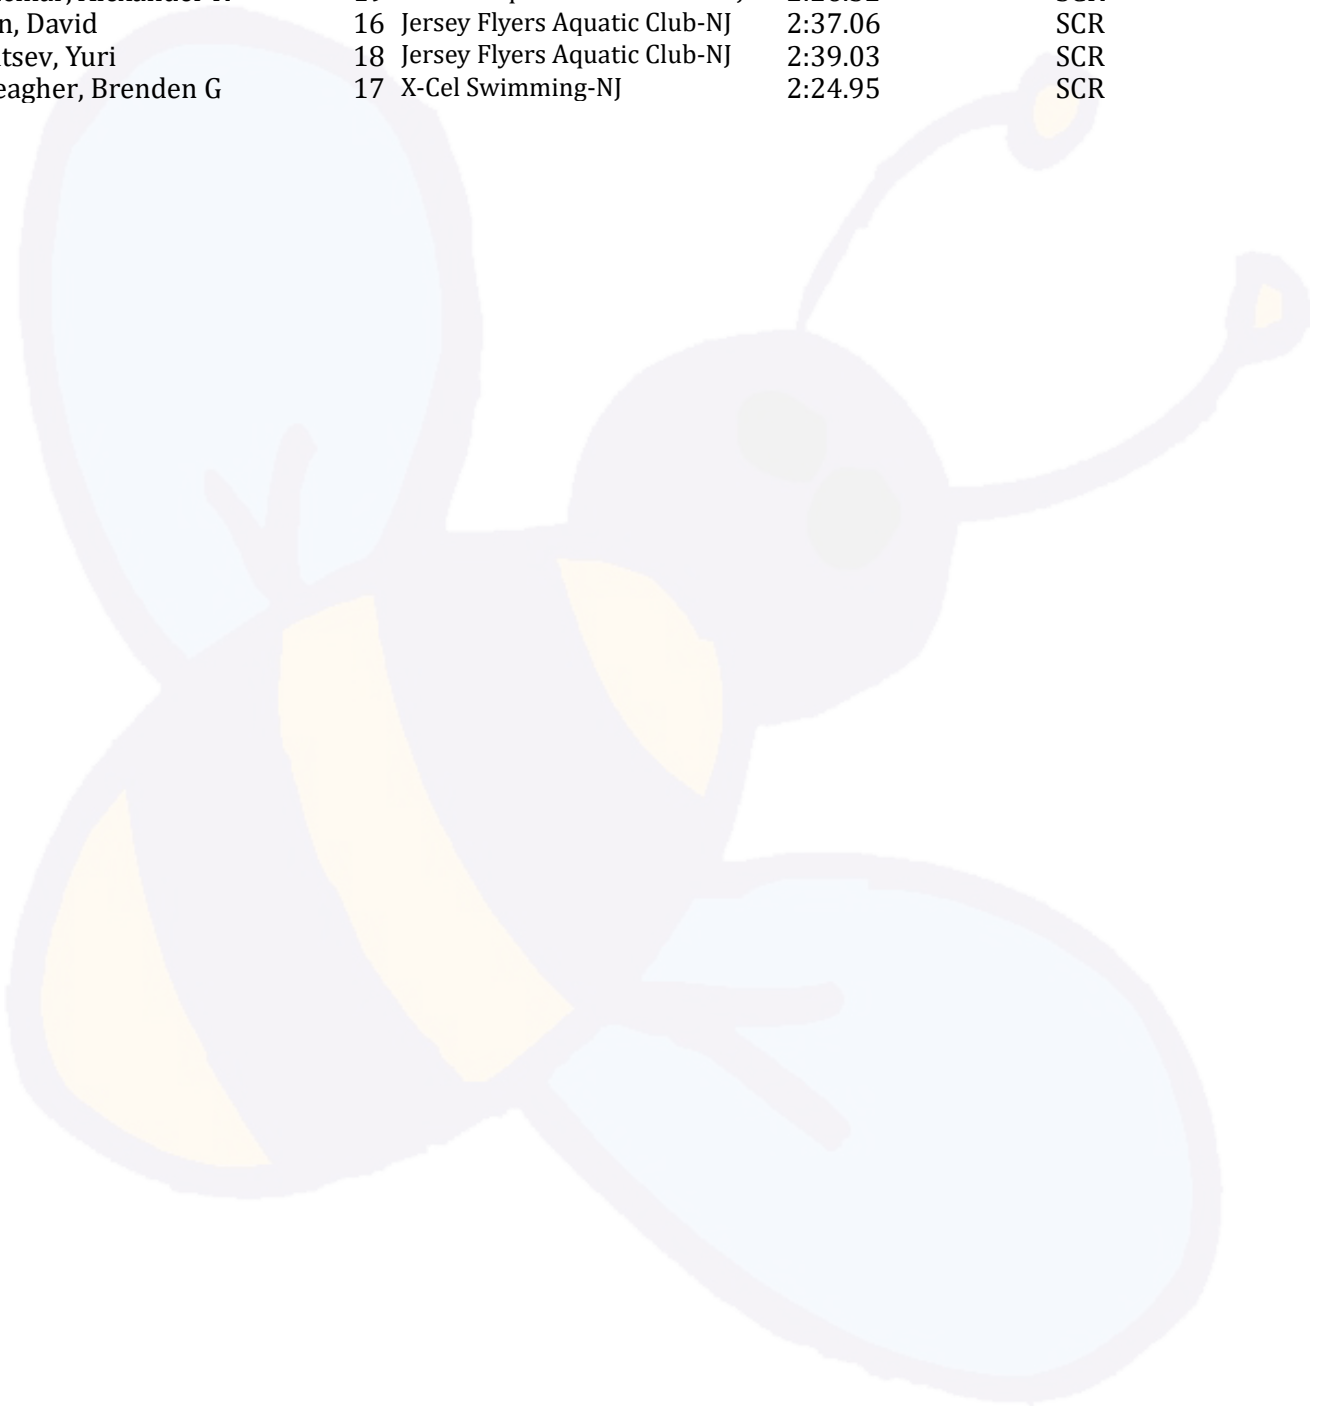 n, David 16 Jersey Flyers Aquatic Club-NJ 2:37.06 SCR
tsev, Yuri 18 Jersey Flyers Aquatic Club-NJ 2:39.03 SCR
eagher, Brenden G 17 X-Cel Swimming-NJ 2:24.95 SCR